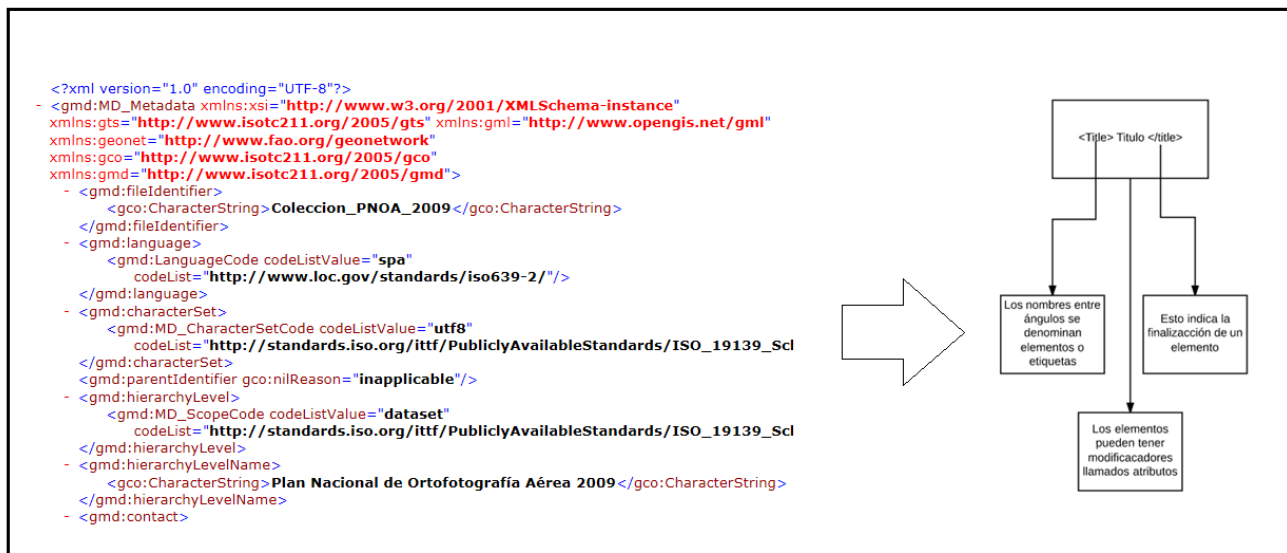 <?xml version="1.0" encoding="UTF-8"?>
- <gmd:MD_Metadata xmlns:xsi="http://www.w3.org/2001/XMLSchema-instance"
xmlns:gts="http://www.isotc211.org/2005/gts" xmlns:gml="http://www.opengis.net/gml"
xmlns:geonet="http://www.fao.org/geonetwork"
xmlns:gco="http://www.isotc211.org/2005/gco"
xmlns:gmd="http://www.isotc211.org/2005/gmd">
- <gmd:fileIdentifier>
<gco:CharacterString>Coleccion_PNOA_2009</gco:CharacterString>
</gmd:fileIdentifier>
- <gmd:language>
<gmd:LanguageCode codeListValue="spa"
codeList="http://www.loc.gov/standards/iso639-2/"/>
</gmd:language>
- <gmd:characterSet>
<gmd:MD_CharacterSetCode codeListValue="utf8"
codeList="http://standards.iso.org/ittf/PubliclyAvailableStandards/ISO_19139_Scl
</gmd:characterSet>
<gmd:parentIdentifier gco:nilReason="inapplicable"/>
- <gmd:hierarchyLevel>
<gmd:MD_ScopeCode codeListValue="dataset"
codeList="http://standards.iso.org/ittf/PubliclyAvailableStandards/ISO_19139_Scl
</gmd:hierarchyLevel>
- <gmd:hierarchyLevelName>
<gco:CharacterString>Plan Nacional de Ortofotografía Aérea 2009</gco:CharacterString>
</gmd:hierarchyLevelName>
- <gmd:contact>
<Title> Titulo </title>
Los nombres entre
ángulos se
denominan
elementos o
etiquetas
Esto indica la
finalizacción de un
elemento
Los elementos
pueden tener
modificacadores
llamados atributos